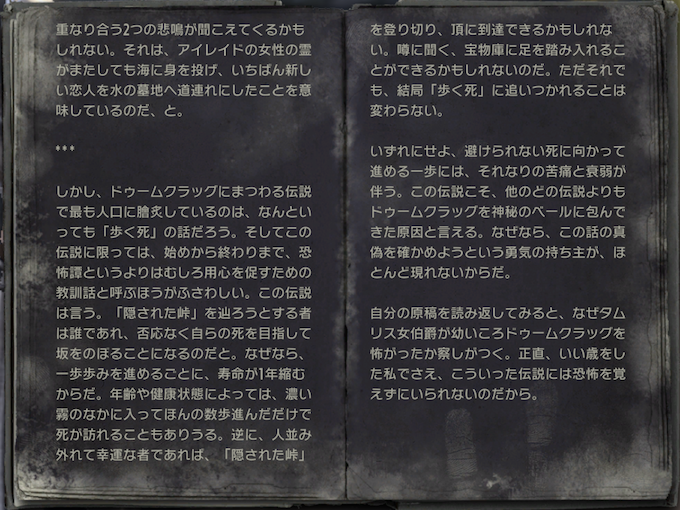 重なり合う2つの悲鳴が聞こえてくるかも
しれない。それは、アイレイドの女性の霊
がまたしても海に身を投げ、いちばん新し
い恋人を水の墓地へ道連れにしたことを意
味しているのだ、と。
***
しかし、ドゥームクラッグにまつわる伝説
で最も人口に膾炙しているのは、なんとい
っても「歩く死」の話だろう。そしてこの
伝説に限っては、始めから終わりまで、恐
怖譚というよりはむしろ用心を促すための
教訓話と呼ぶほうがふさわしい。この伝説
は言う。「隠された峠」を辿ろうとする者
は誰であれ、否応なく自らの死を目指して
坂をのぼることになるのだと。なぜなら、
一歩歩みを進めるごとに、寿命が1年縮む
からだ。年齢や健康状態によっては、濃い
霧のなかに入ってほんの数歩進んだだけで
死が訪れることもありうる。逆に、人並み
外れて幸運な者であれば、「隠された峠」
を登り切り、頂に到達できるかもしれな
い。噂に聞く、宝物庫に足を踏み入れるこ
とができるかもしれないのだ。ただそれで
も、結局「歩く死」に追いつかれることは
変わらない。
いずれにせよ、避けられない死に向かって
進める一歩には、それなりの苦痛と衰弱が
伴う。この伝説こそ、他のどの伝説よりも
ドゥームクラッグを神秘のベールに包んで
きた原因と言える。なぜなら、この話の真
偽を確かめようという勇気の持ち主が、ほ
とんど現れないからだ。
自分の原稿を読み返してみると、なぜタム
リス女伯爵が幼いころドゥームクラッグを
怖がったか察しがつく。正直、いい歳をし
た私でさえ、こういった伝説には恐怖を覚
えずにいられないのだから。